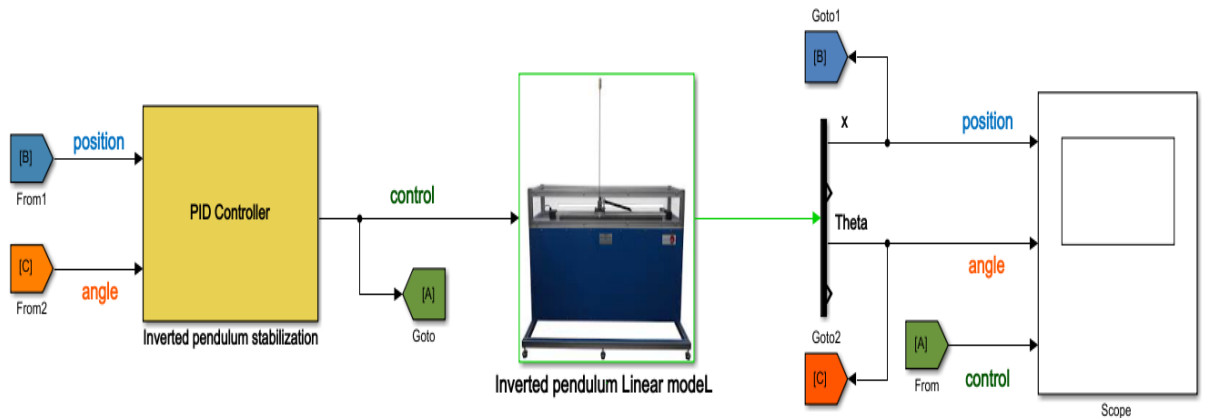 Goto1
[B]
x
position
position
[B]
From1
control
PID Controller
Theta
[C]
From2
angle
angle
[A]
Goto
Inverted pendulum stabilization
Goto2
[C]
[A]
From
control
Inverted pendulum Linear modeL
Scope